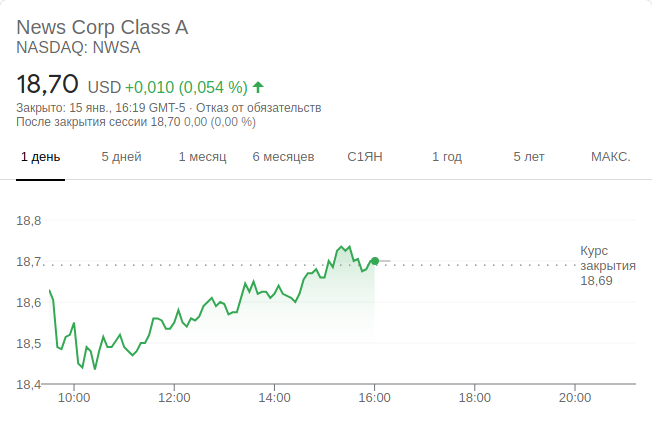 News Corp Class A
NASDAQ: NWSA
18,70 USD +0,010 (0,054 %)
Закрыто: 15 янв., 16:19 GMT-5 · Отказ от обязательств
После закрытия сессии 18,70 0,00 (0,00 %)
1 день 5 дней 1 месяц 6 месяцев С1ЯН 1 год 5 лет МАКС.
18,8
18,7
18,6
18,5
18,4
Курс
закрытия
18,69
10:00 12:00 14:00 16:00 18:00 20:00